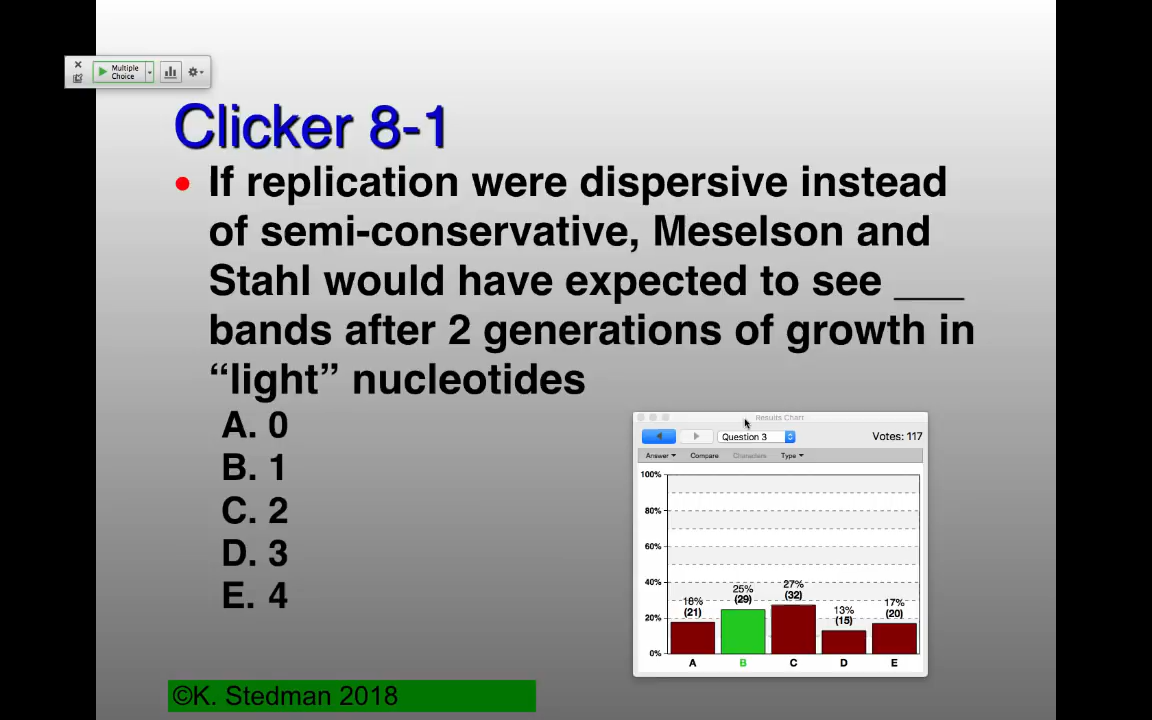 Multiple
Choice
Clicker 8-1
• If replication were dispersive instead
of semi-conservative, Meselson and
Stahl would have expected to see ___
bands after 2 generations of growth in
“light” nucleotides
A. 0
B. 1
C. 2
D. 3
E. 4
Results Chart
Question 3
Votes: 117
Answer Compare Characters Type
100%
80%
60%
40%
20%
0%
18%
(21)
25%
(29)
27%
(32)
13%
(15)
17%
(20)
A B C D E
©K. Stedman 2018